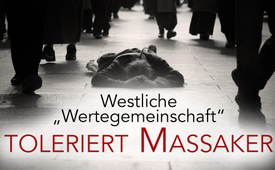 Westliche
„Wertegemeinschaft“
TOLERIERT MASSAKER